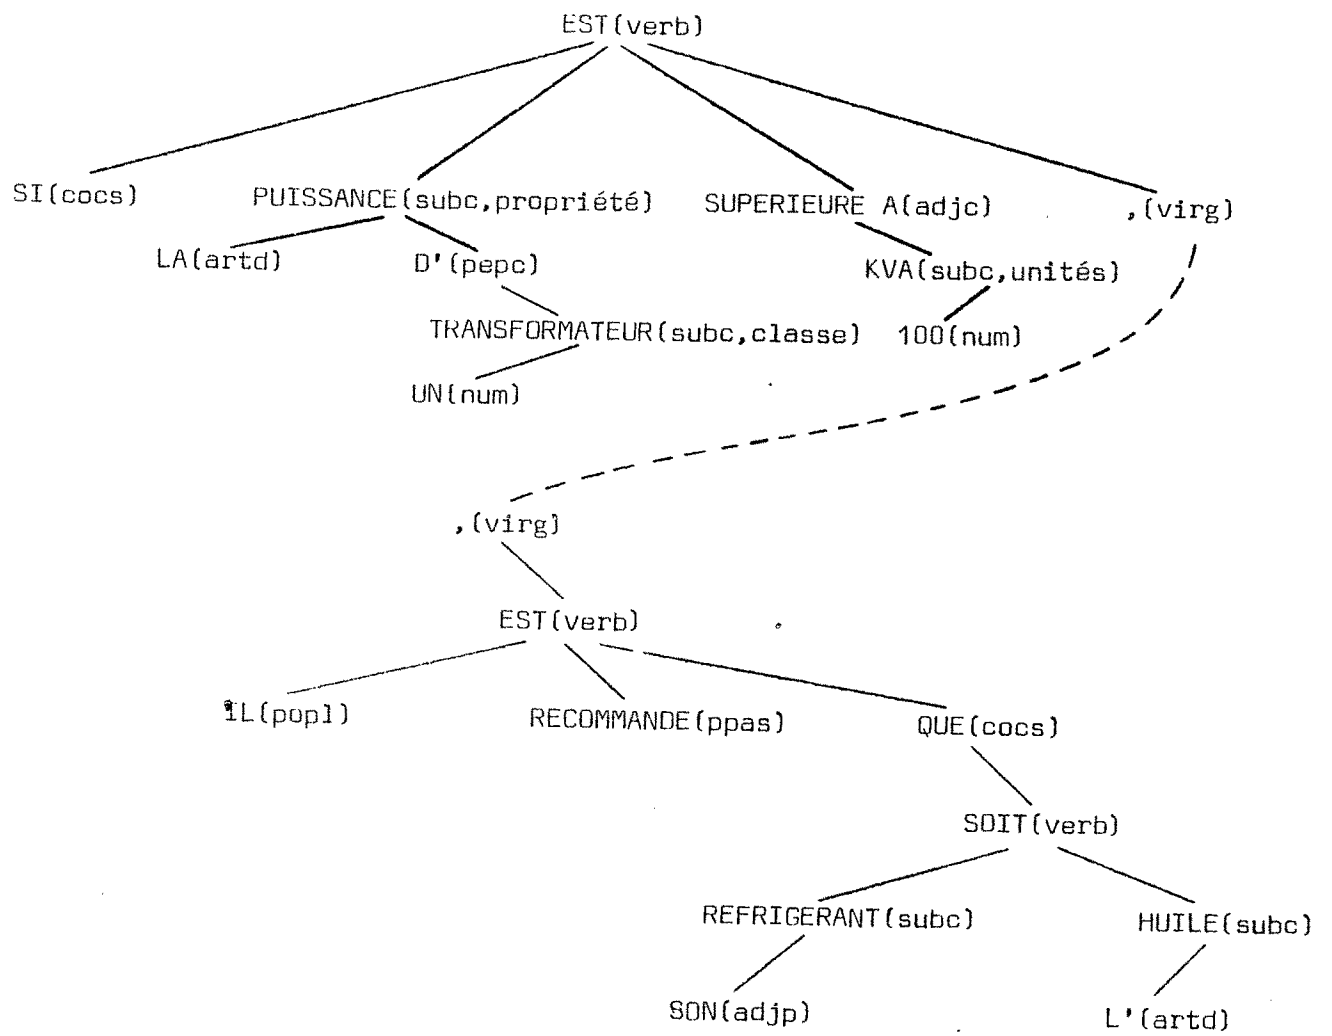 EST(verb)
SI(cocs) PUISSANCE(subc,propriété) SUPERIEURE A(adjc) ,(virg)
LA(artd) D'(pepc) KVA(subc,unités)
TRANSFORMATEUR(subc,classe) 100(num)
UN(num)
,(virg)
EST(verb)
IL(popl) RECOMMANDE(ppas) QUE(cocs)
SOIT(verb)
REFRIGERANT(subc) HUILE(subc)
SON(adjp) L'(artd)